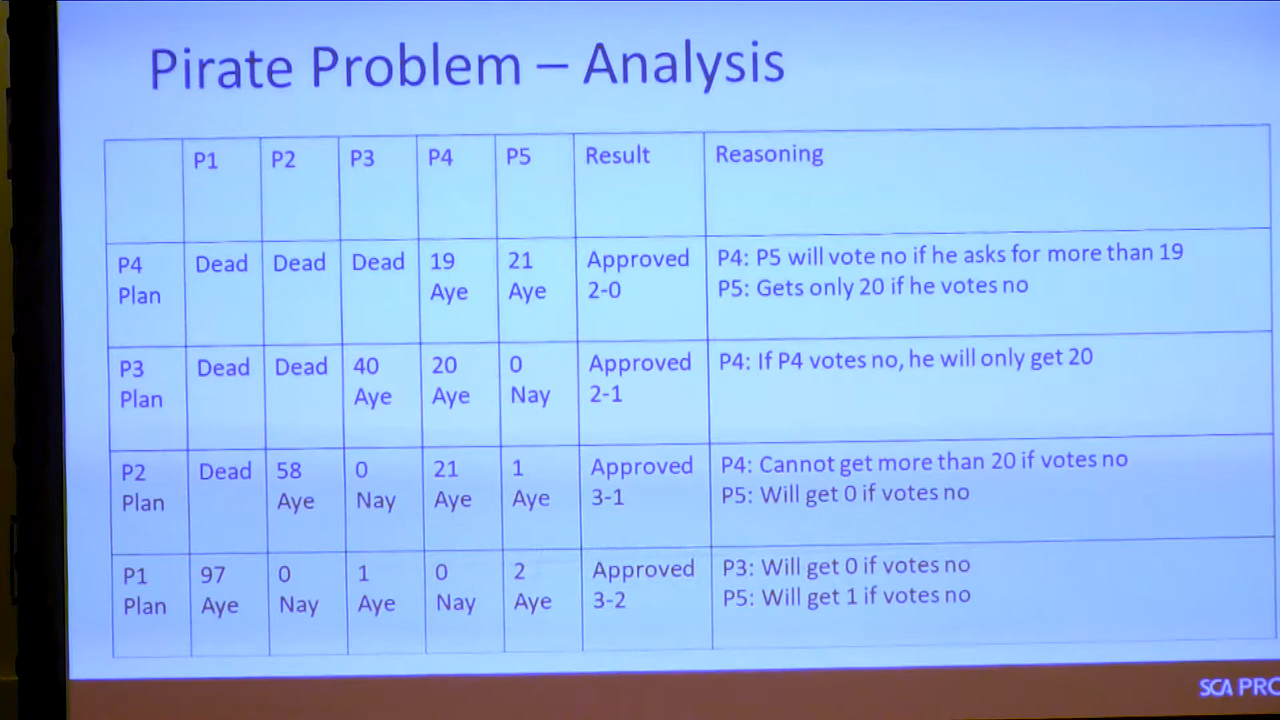 Pirate Problem – Analysis
P1 P2 P3 P4 P5 Result Reasoning
P4 Plan Dead Dead Dead 19 Aye 21 Aye Approved 2-0 P4: P5 will vote no if he asks for more than 19
P5: Gets only 20 if he votes no
P3 Plan Dead Dead 40 Aye 20 Aye 0 Nay Approved 2-1 P4: If P4 votes no, he will only get 20
P2 Plan Dead 58 Aye 0 Nay 21 Aye 1 Aye Approved 3-1 P4: Cannot get more than 20 if votes no
P5: Will get 0 if votes no
P1 Plan 97 Aye 0 Nay 1 Aye 0 Nay 2 Aye Approved 3-2 P3: Will get 0 if votes no
P5: Will get 1 if votes no
SCA PRC